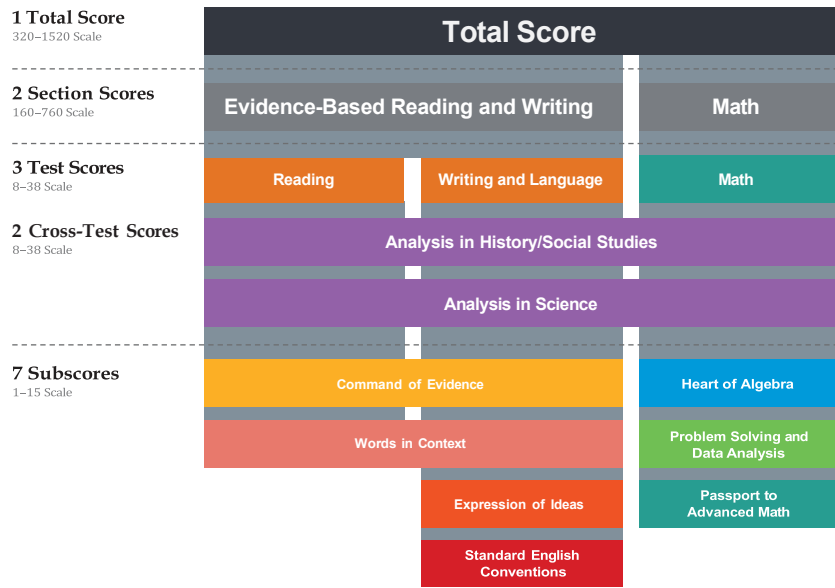 1 Total Score
320–1520 Scale
Total Score
2 Section Scores
160–760 Scale
Evidence-Based Reading and Writing
Math
3 Test Scores
8–38 Scale
Reading
Writing and Language
Math
2 Cross-Test Scores
8–38 Scale
Analysis in History/Social Studies
Analysis in Science
7 Subscores
1–15 Scale
Command of Evidence
Heart of Algebra
Words in Context
Problem Solving and
Data Analysis
Expression of Ideas
Passport to
Advanced Math
Standard English
Conventions